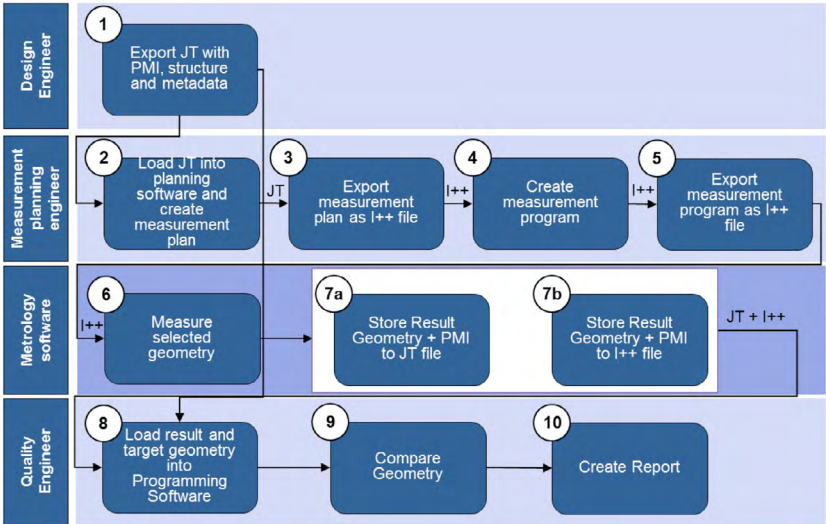 Design
Engineer
1
Export JT with
PMI, structure
and metadata
Measurement
planning
engineer
2
Load JT into
planning
software and
create
measurement
plan
JT
3
Export
measurement
plan as I++ file
I++
4
Create
measurement
program
I++
5
Export
measurement
program as I++
file
Metrology
software
I++
6
Measure
selected
geometry
7a
Store Result
Geometry + PMI
to JT file
7b
Store Result
Geometry + PMI
to I++ file
JT + I++
Quality
Engineer
8
Load result and
target geometry
into
Programming
Software
9
Compare
Geometry
10
Create Report